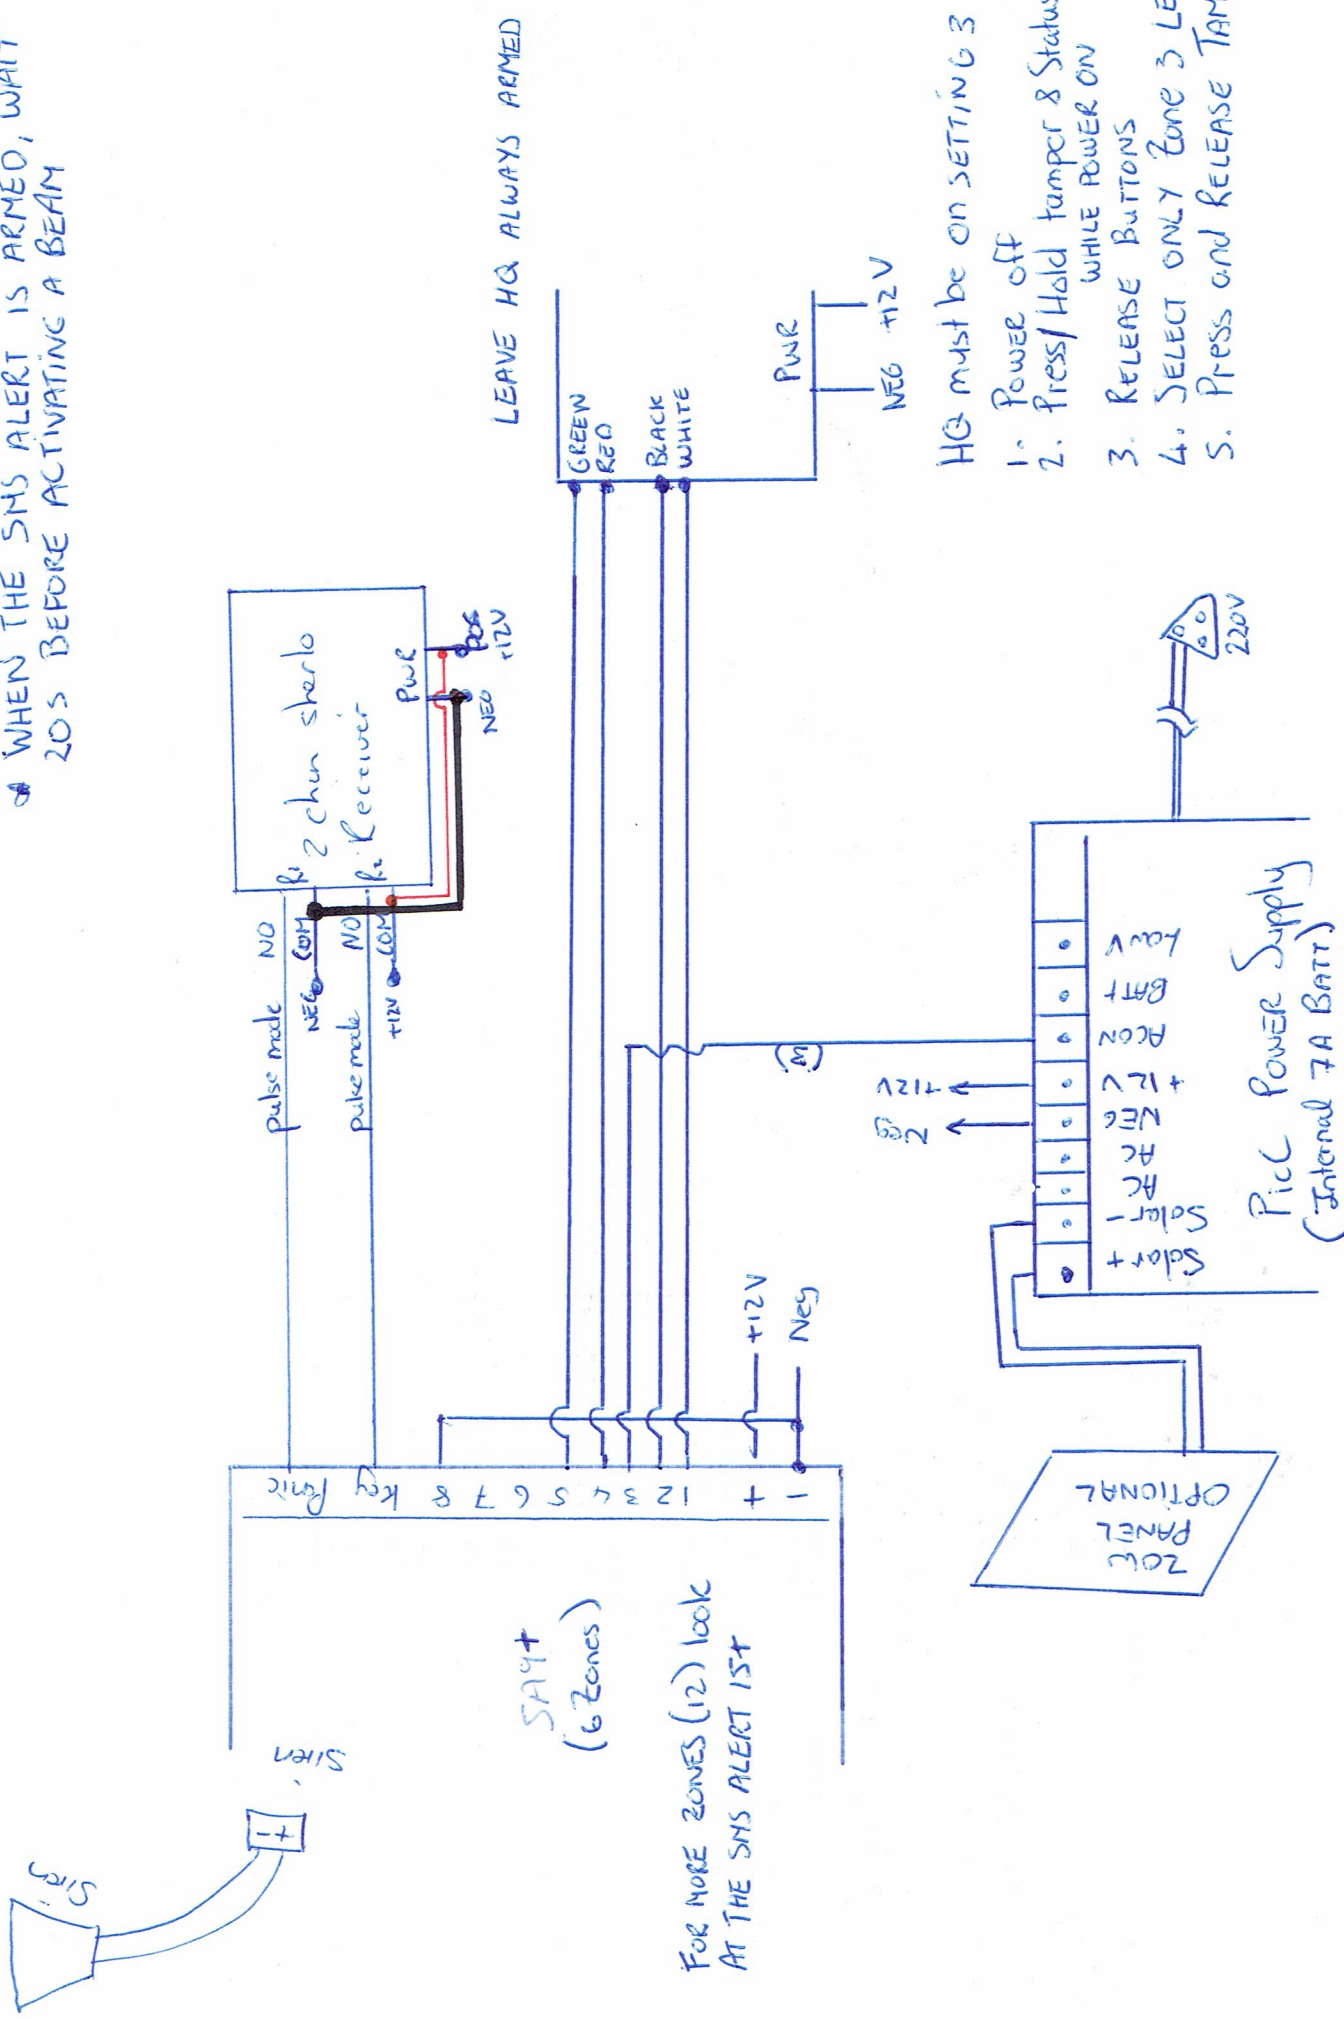 • WHEN THE SMS ALERT IS ARMED, WAIT
20s BEFORE ACTIVATING A BEAM
LEAVE HQ ALWAYS ARMED
Siren
Siren
- +
SA9+
(6 Zones)
FOR MORE ZONES (12) look
AT THE SMS ALERT 15+
Panic
Key
8
7
6
5
4
3
2
1
+
-
pulse mode
NO
NEG
COM
pulse mode
NO
+12V
COM
R1
R2
2 chan sherlo
Receiver
PWR
NEG
POS
+12V
GREEN
RED
BLACK
WHITE
PWR
NEG
+12V
+12V
Neg
HQ must be on SETTING 3
1. Power off
2. Press/Hold tamper & Status
WHILE POWER ON
3. RELEASE BUTTONS
4. SELECT ONLY Zone 3 LE
5. Press and RELEASE TAM
20W
PANEL
OPTIONAL
Solar+
Solar-
AC
AC
NEG
+12V
ACON
BATT
LowV
Neg
+12V
(M)
PicC POWER Supply
(Internal 7A BATT)
220V